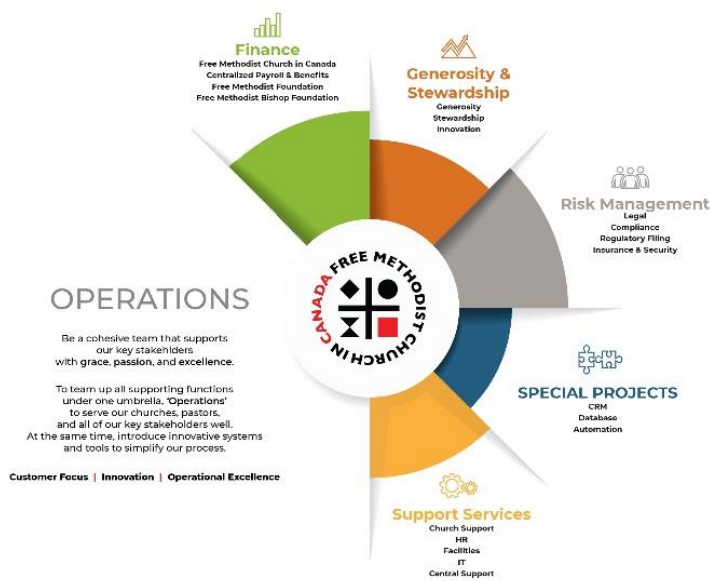 Finance
Free Methodist Church in Canada
Centralized Payroll & Benefits
Free Methodist Foundation
Free Methodist Bishop Foundation
Generosity &
Stewardship
Generosity
Stewardship
Innovation
Risk Management
Legal
Compliance
Regulatory Filing
Insurance & Security
FREE METHODIST CHURCH IN CANADA
OPERATIONS
Be a cohesive team that supports
our key stakeholders
with grace, passion, and excellence.
To team up all supporting functions
under one umbrella, ‘Operations’
to serve our churches, pastors,
and all of our key stakeholders well.
At the same time, introduce innovative systems
and tools to simplify our process.
Customer Focus | Innovation | Operational Excellence
SPECIAL PROJECTS
CRM
Database
Automation
Support Services
Church Support
HR
Facilities
IT
Central Support